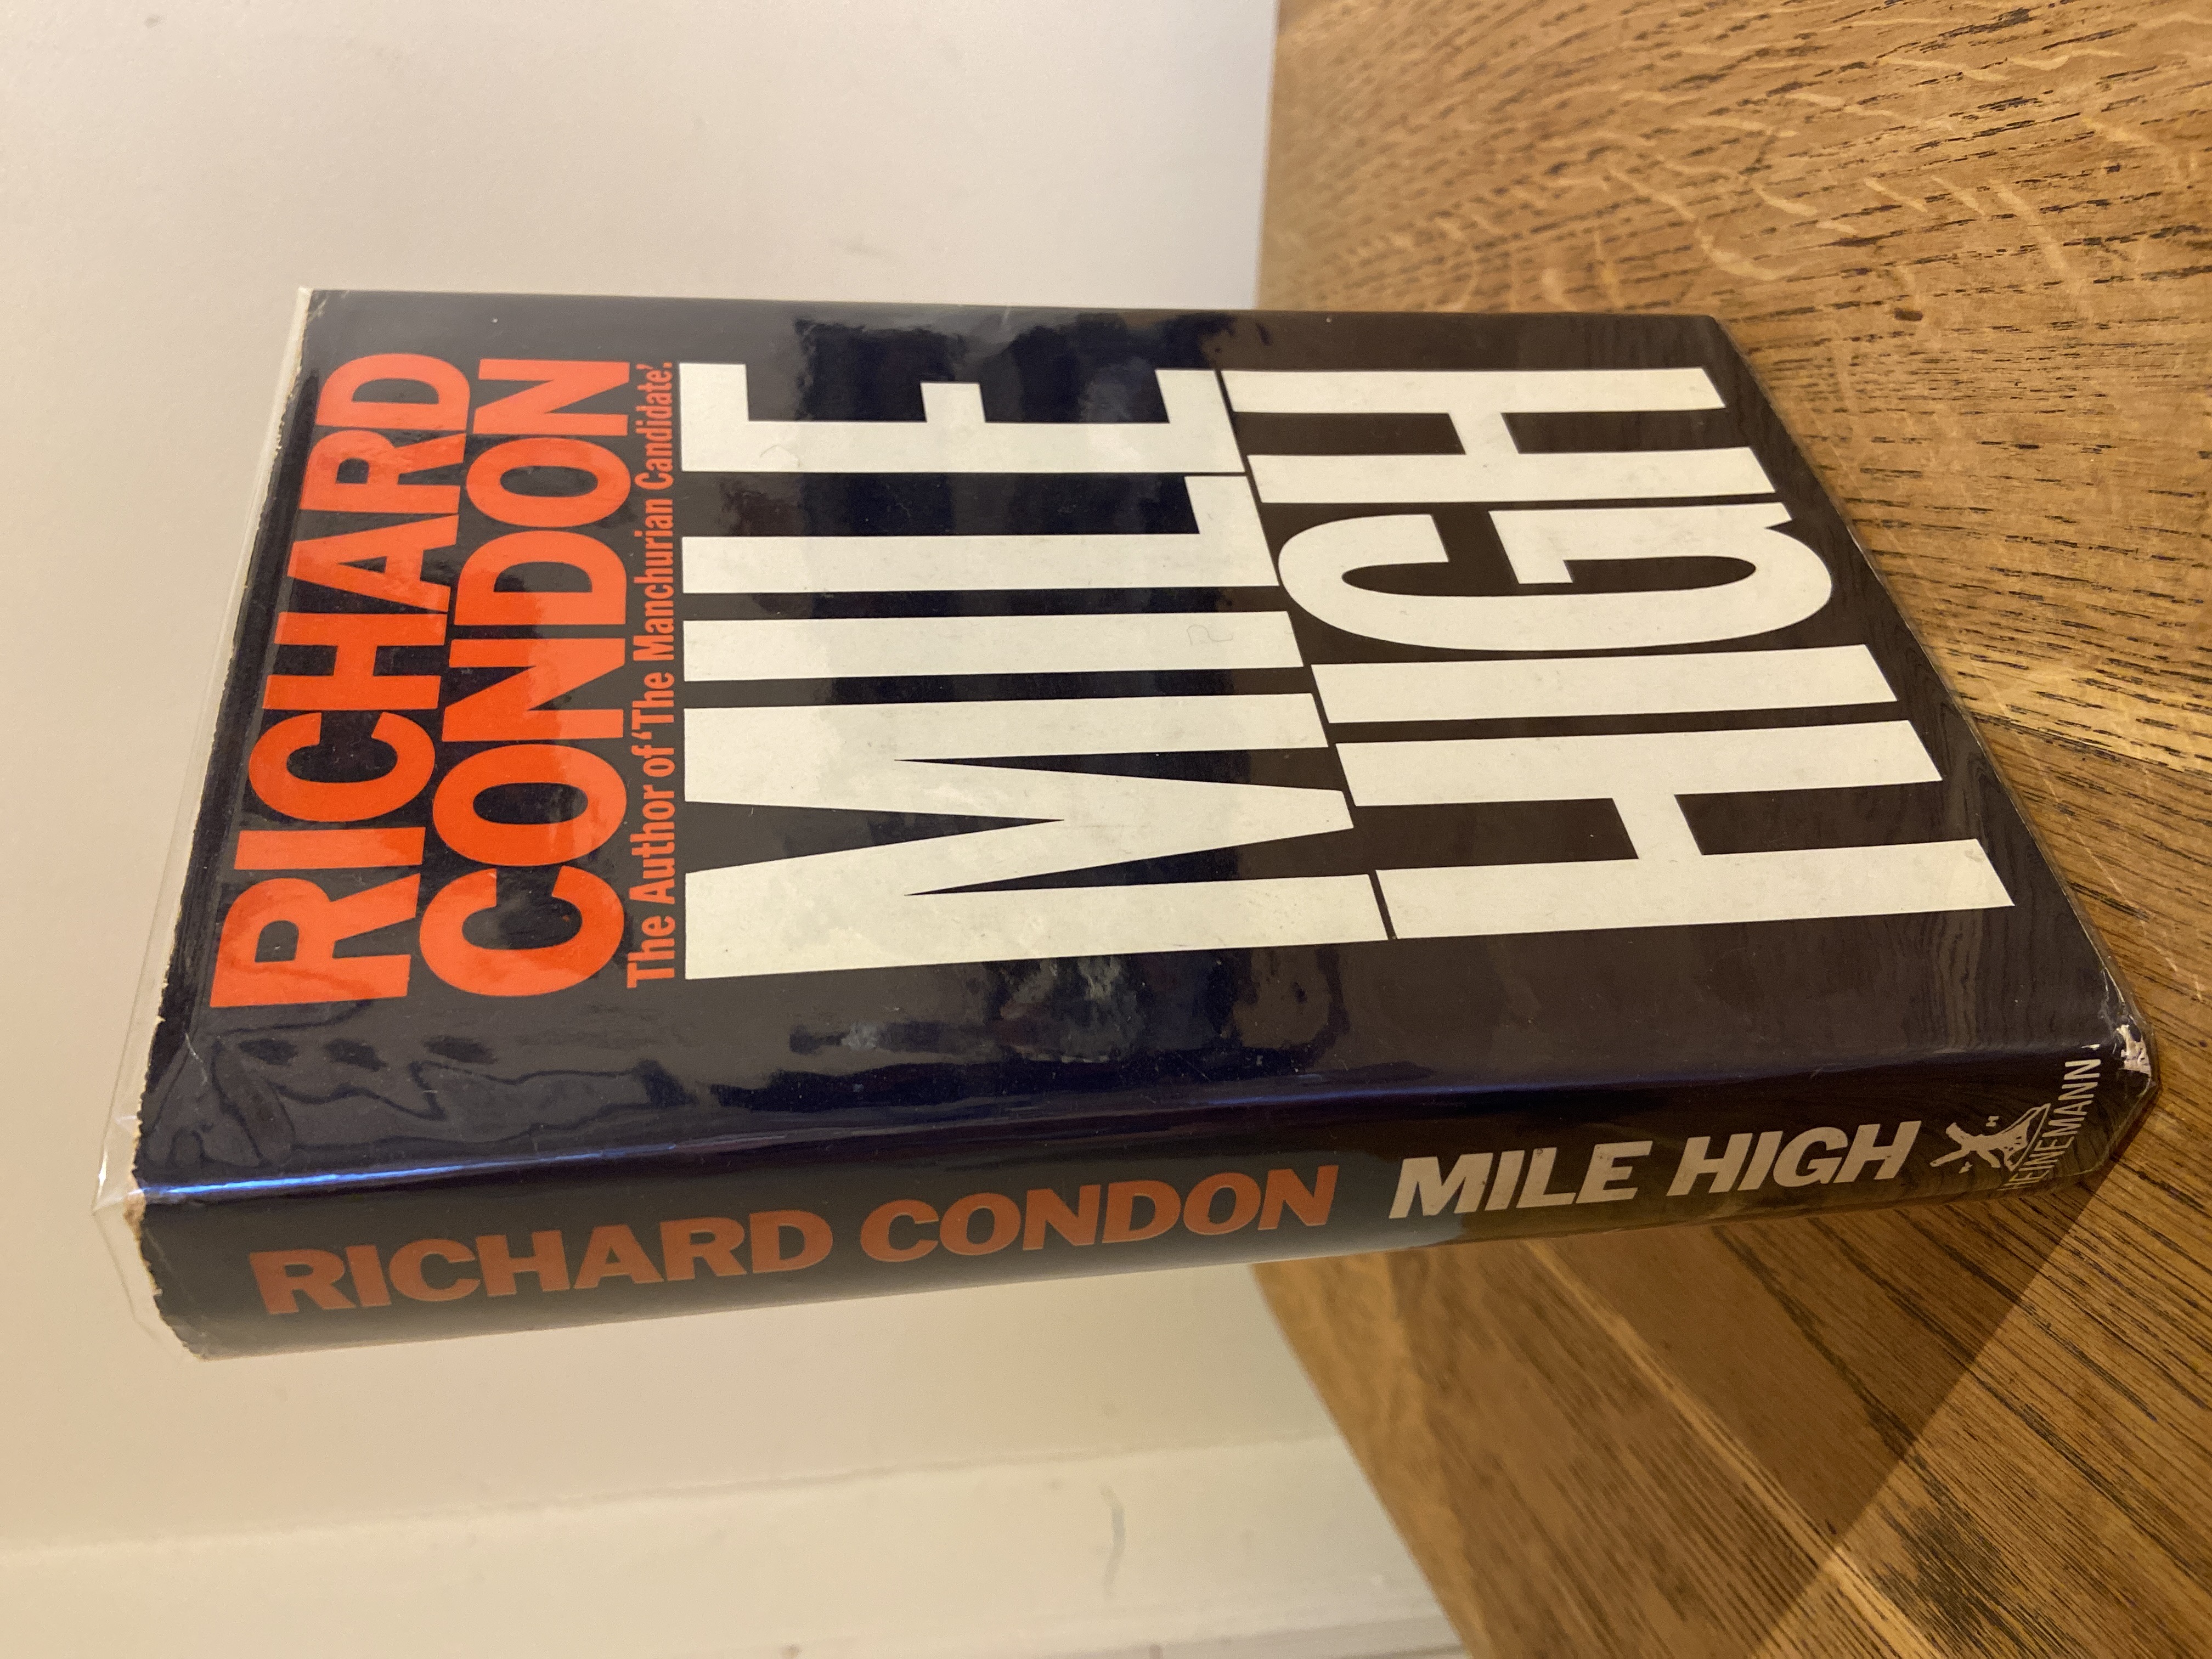 RICHARD
CONDON
The Author of 'The Manchurian Candidate'.
MILE
HIGH
RICHARD CONDON MILE HIGH
HEINEMANN